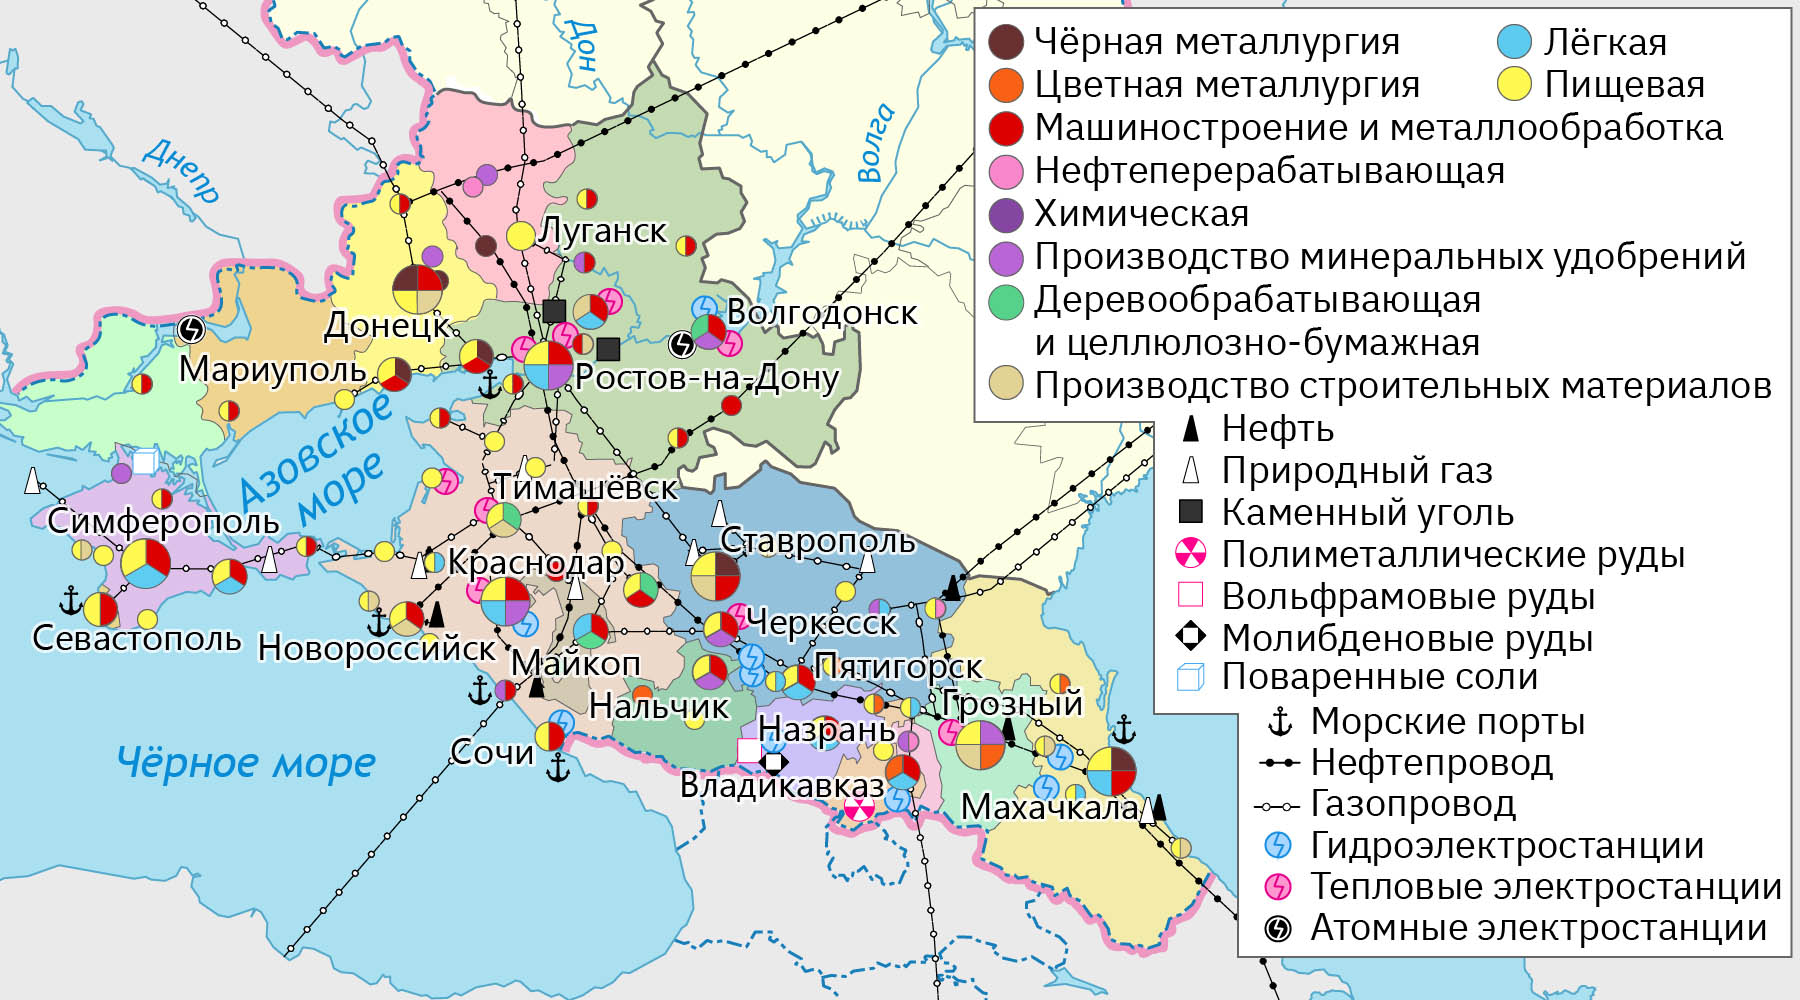 Чёрная металлургия
Лёгкая
Цветная металлургия
Пищевая
Машиностроение и металлообработка
Нефтеперерабатывающая
Химическая
Производство минеральных удобрений
Деревообрабатывающая
и целлюлозно-бумажная
Производство строительных материалов
Нефть
Природный газ
Каменный уголь
Полиметаллические руды
Вольфрамовые руды
Молибденовые руды
Поваренные соли
Морские порты
Нефтепровод
Газопровод
Гидроэлектростанции
Тепловые электростанции
Атомные электростанции
Дон
Волга
Днепр
Луганск
Волгодонск
Донецк
Мариуполь
Ростов-на-Дону
Азовское
море
Тимашёвск
Симферополь
Ставрополь
Краснодар
Севастополь
Новороссийск
Черкесск
Майкоп
Пятигорск
Нальчик
Грозный
Назрань
Сочи
Чёрное море
Владикавказ
Махачкала